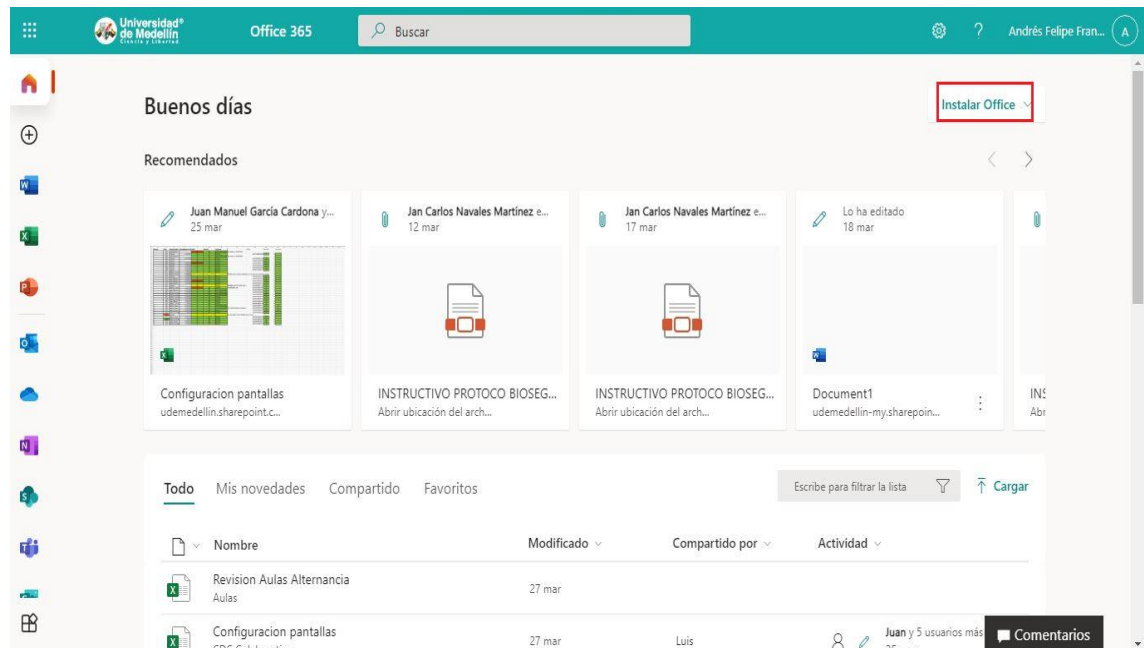 Universidad®
de Medellín
Ciencia y Libertad
Office 365
Buscar
?
Andrés Felipe Fran...
A
Buenos días
Instalar Office
Recomendados
Juan Manuel García Cardona y...
25 mar
Jan Carlos Navales Martínez e...
12 mar
Jan Carlos Navales Martínez e...
17 mar
Lo ha editado
18 mar
Configuracion pantallas
udemedellin.sharepoint.c...
INSTRUCTIVO PROTOCO BIOSEG...
Abrir ubicación del arch...
INSTRUCTIVO PROTOCO BIOSEG...
Abrir ubicación del arch...
Document1
udemedellin-my.sharepoin...
INS
Abr
Todo Mis novedades Compartido Favoritos
Escribe para filtrar la lista
Cargar
Nombre Modificado Compartido por Actividad
Revision Aulas Alternancia
Aulas
27 mar
Configuracion pantallas
27 mar
Luis
Juan y 5 usuarios más
Comentarios